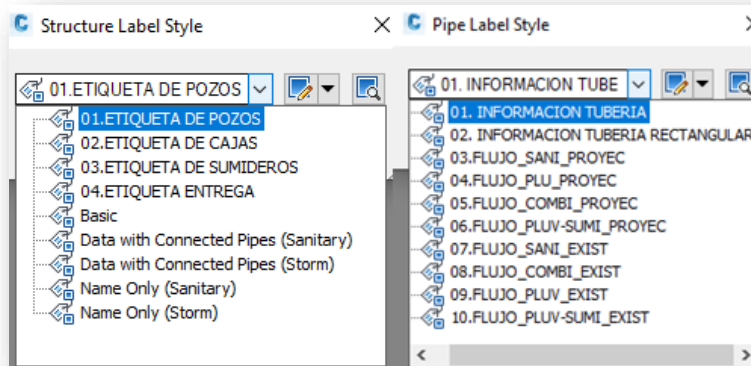 Structure Label Style
01.ETIQUETA DE POZOS
01.ETIQUETA DE POZOS
02.ETIQUETA DE CAJAS
03.ETIQUETA DE SUMIDEROS
04.ETIQUETA ENTREGA
Basic
Data with Connected Pipes (Sanitary)
Data with Connected Pipes (Storm)
Name Only (Sanitary)
Name Only (Storm)
Pipe Label Style
01. INFORMACION TUBE
01. INFORMACION TUBERIA
02. INFORMACION TUBERIA RECTANGULAR
03.FLUJO_SANI_PROYEC
04.FLUJO_PLU_PROYEC
05.FLUJO_COMBI_PROYEC
06.FLUJO_PLUV-SUMI_PROYEC
07.FLUJO_SANI_EXIST
08.FLUJO_COMBI_EXIST
09.FLUJO_PLUV_EXIST
10.FLUJO_PLUV-SUMI_EXIST